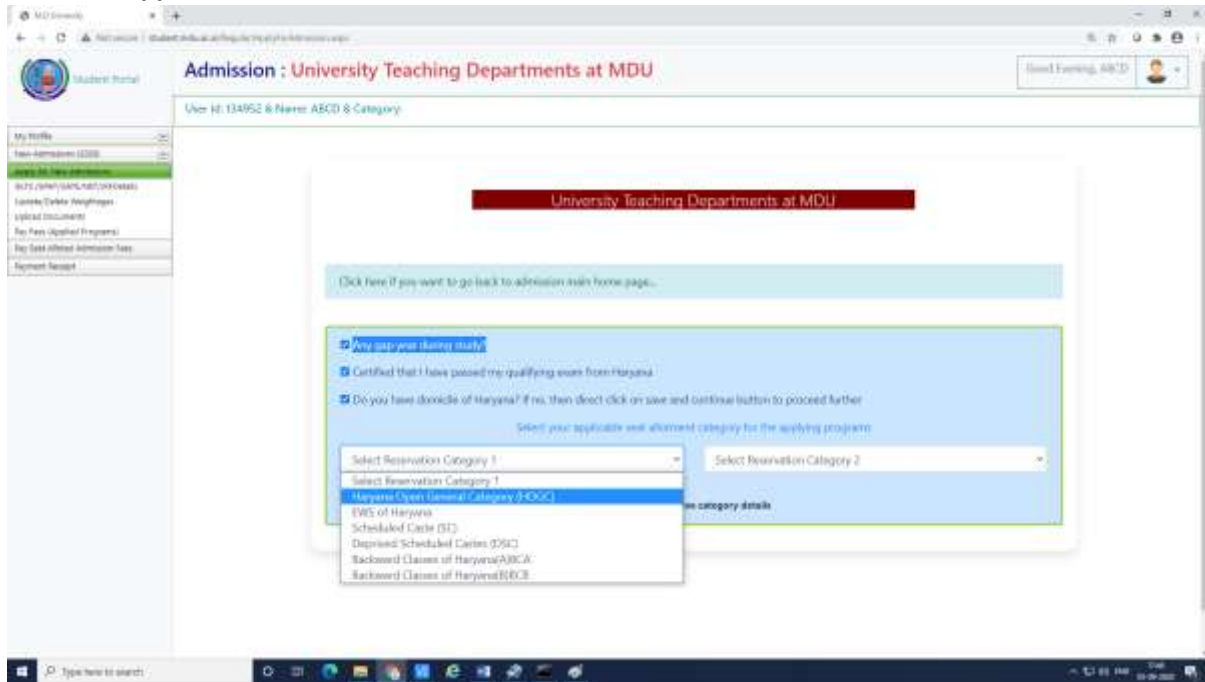 MD University
Not secure
Student Portal
Admission : University Teaching Departments at MDU
Good Evening, ABCD
User Id: 134952 & Name: ABCD & Category:
My Profile
New Admissions
Apply for New Admissions
Update/Delete Weightages
Upload Documents
Pay Fees (Applied Programs)
Payment Receipt
University Teaching Departments at MDU
Click here if you want to go back to admission main home page...
Any gap year during study?
Certified that I have passed my qualifying exam from Haryana
Do you have domicile of Haryana? If no, then direct click on save and continue button to proceed further
Select your applicable seat allotment category for the applying programs
Select Reservation Category 1
Select Reservation Category 2
Select Reservation Category 1
Haryana Open General Category (HOGC)
EWS of Haryana
category details
Scheduled Caste (SC)
Deprived Scheduled Castes (DSC)
Backward Classes of Haryana(A)BCA
Backward Classes of Haryana(B)BCB
Type here to search